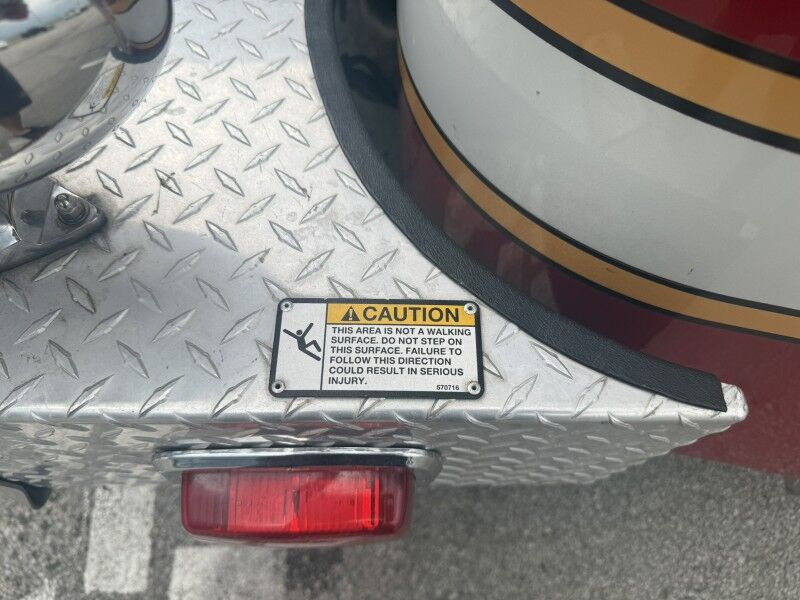 CAUTION
THIS AREA IS NOT A WALKING
SURFACE. DO NOT STEP ON
THIS SURFACE. FAILURE TO
FOLLOW THIS DIRECTION
COULD RESULT IN SERIOUS
INJURY.
570716